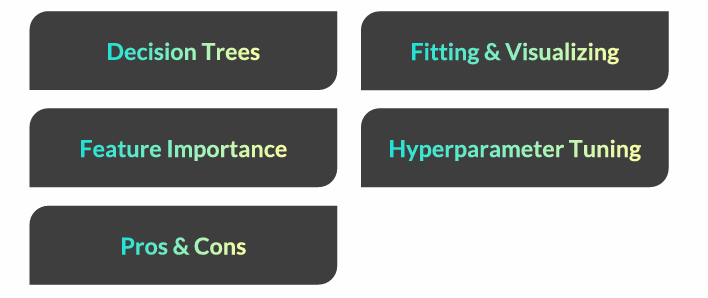 Decision Trees
Fitting & Visualizing
Feature Importance
Hyperparameter Tuning
Pros & Cons